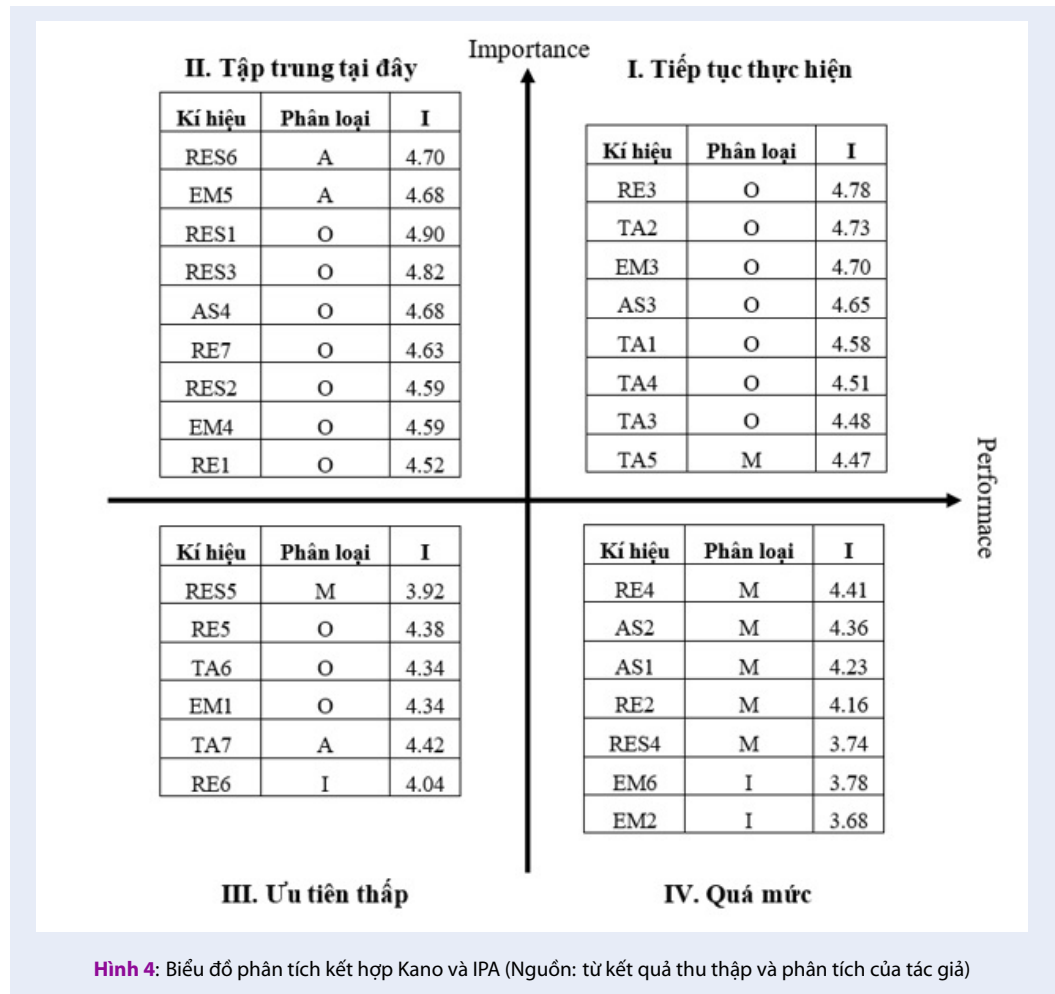 Importance
II. Tập trung tại đây
Kí hiệu Phân loại I
RES6 A 4.70
EM5 A 4.68
RES1 O 4.90
RES3 O 4.82
AS4 O 4.68
RE7 O 4.63
RES2 O 4.59
EM4 O 4.59
RE1 O 4.52
I. Tiếp tục thực hiện
Kí hiệu Phân loại I
RE3 O 4.78
TA2 O 4.73
EM3 O 4.70
AS3 O 4.65
TA1 O 4.58
TA4 O 4.51
TA3 O 4.48
TA5 M 4.47
Performace
Kí hiệu Phân loại I
RES5 M 3.92
RE5 O 4.38
TA6 O 4.34
EM1 O 4.34
TA7 A 4.42
RE6 I 4.04
III. Ưu tiên thấp
Kí hiệu Phân loại I
RE4 M 4.41
AS2 M 4.36
AS1 M 4.23
RE2 M 4.16
RES4 M 3.74
EM6 I 3.78
EM2 I 3.68
IV. Quá mức
Hình 4: Biểu đồ phân tích kết hợp Kano và IPA (Nguồn: từ kết quả thu thập và phân tích của tác giả)